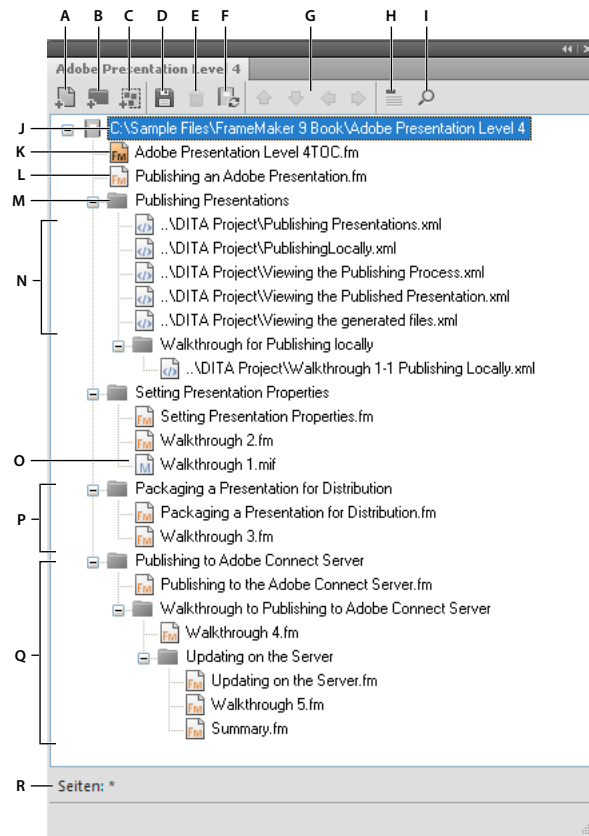 A B C D E F G H I
Adobe Presentation Level 4
J C:\Sample Files\FrameMaker 9 Book\Adobe Presentation Level 4
K Adobe Presentation Level 4TOC.fm
L Publishing an Adobe Presentation.fm
M Publishing Presentations
..\DITA Project\Publishing Presentations.xml
..\DITA Project\PublishingLocally.xml
N ..\DITA Project\Viewing the Publishing Process.xml
..\DITA Project\Viewing the Published Presentation.xml
..\DITA Project\Viewing the generated files.xml
Walkthrough for Publishing locally
..\DITA Project\Walkthrough 1-1 Publishing Locally.xml
Setting Presentation Properties
Setting Presentation Properties.fm
Walkthrough 2.fm
O Walkthrough 1.mif
Packaging a Presentation for Distribution
P Packaging a Presentation for Distribution.fm
Walkthrough 3.fm
Publishing to Adobe Connect Server
Publishing to the Adobe Connect Server.fm
Walkthrough to Publishing to Adobe Connect Server
Walkthrough 4.fm
Q Updating on the Server
Updating on the Server.fm
Walkthrough 5.fm
Summary.fm
R Seiten: *